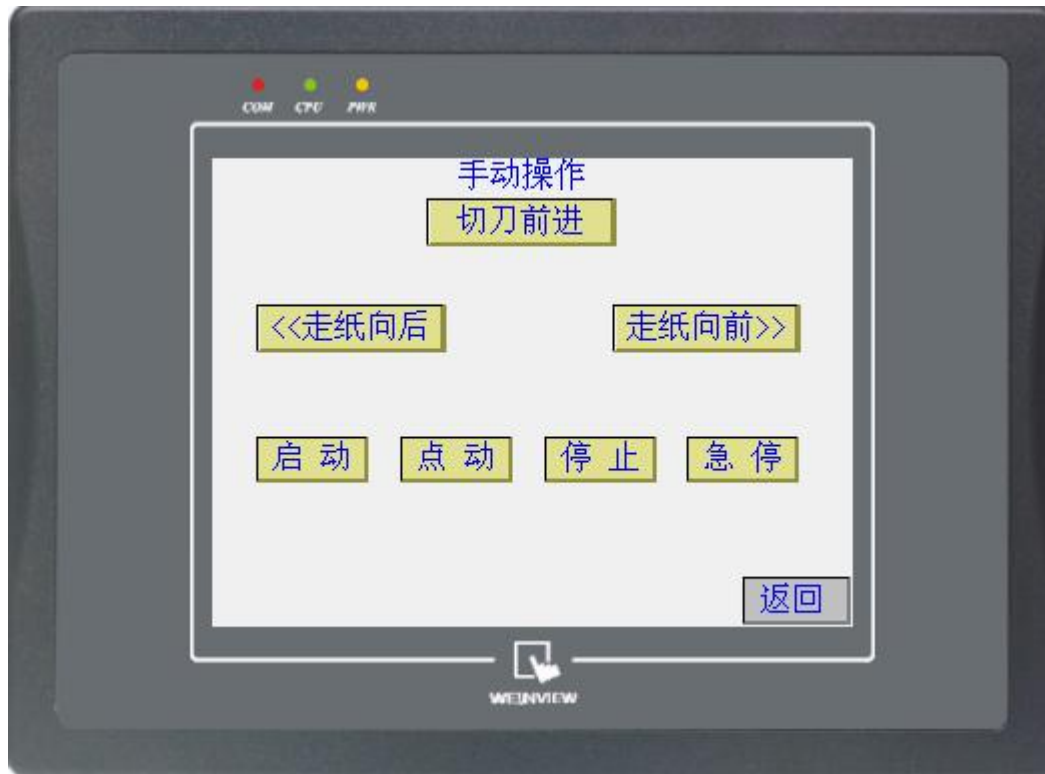 COM CPU PWR
手动操作
切刀前进
<<走纸向后 走纸向前>>
启 动 点 动 停 止 急 停
返回
WEINVIEW